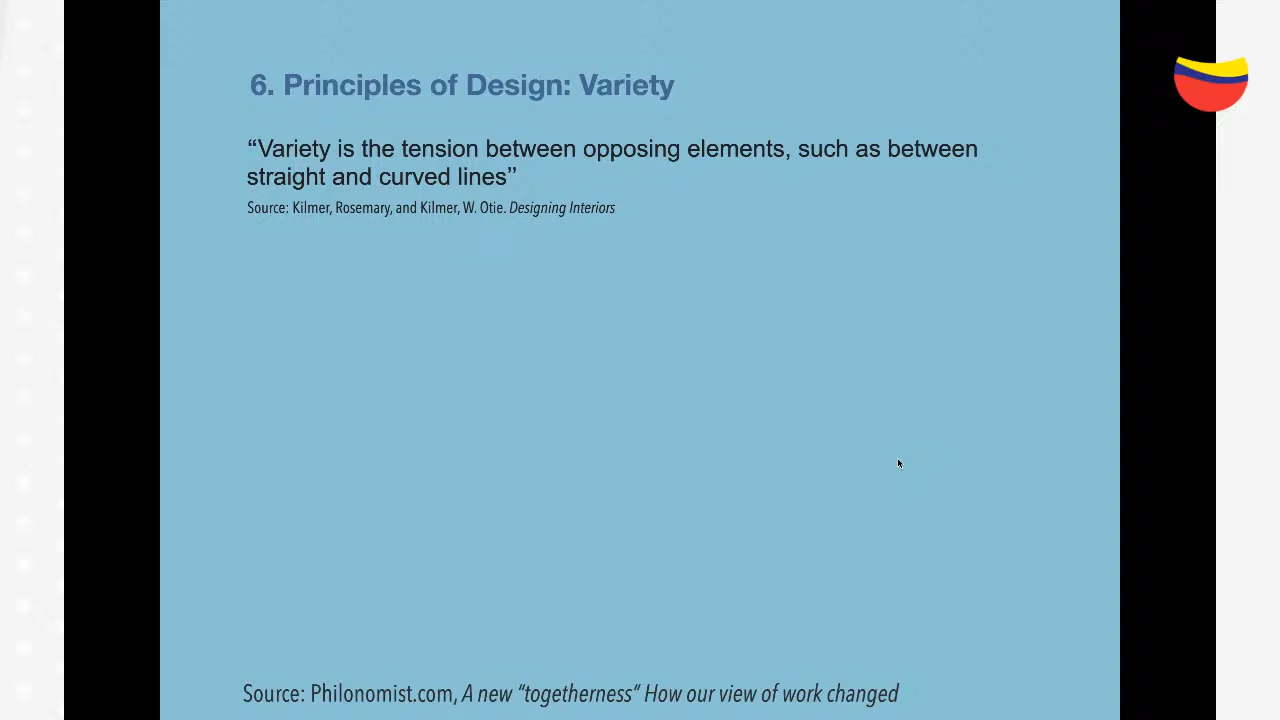 6. Principles of Design: Variety
“Variety is the tension between opposing elements, such as between
straight and curved lines”
Source: Kilmer, Rosemary, and Kilmer, W. Otie. Designing Interiors
Source: Philonomist.com, A new “togetherness“ How our view of work changed